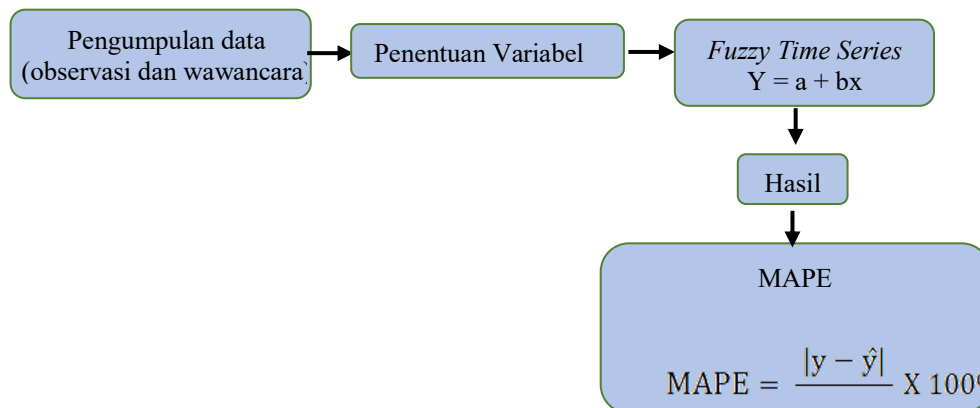 Pengumpulan data
(observasi dan wawancara)
Penentuan Variabel
Fuzzy Time Series
Y = a + bx
Hasil
MAPE
MAPE = |y − ŷ| X 100%